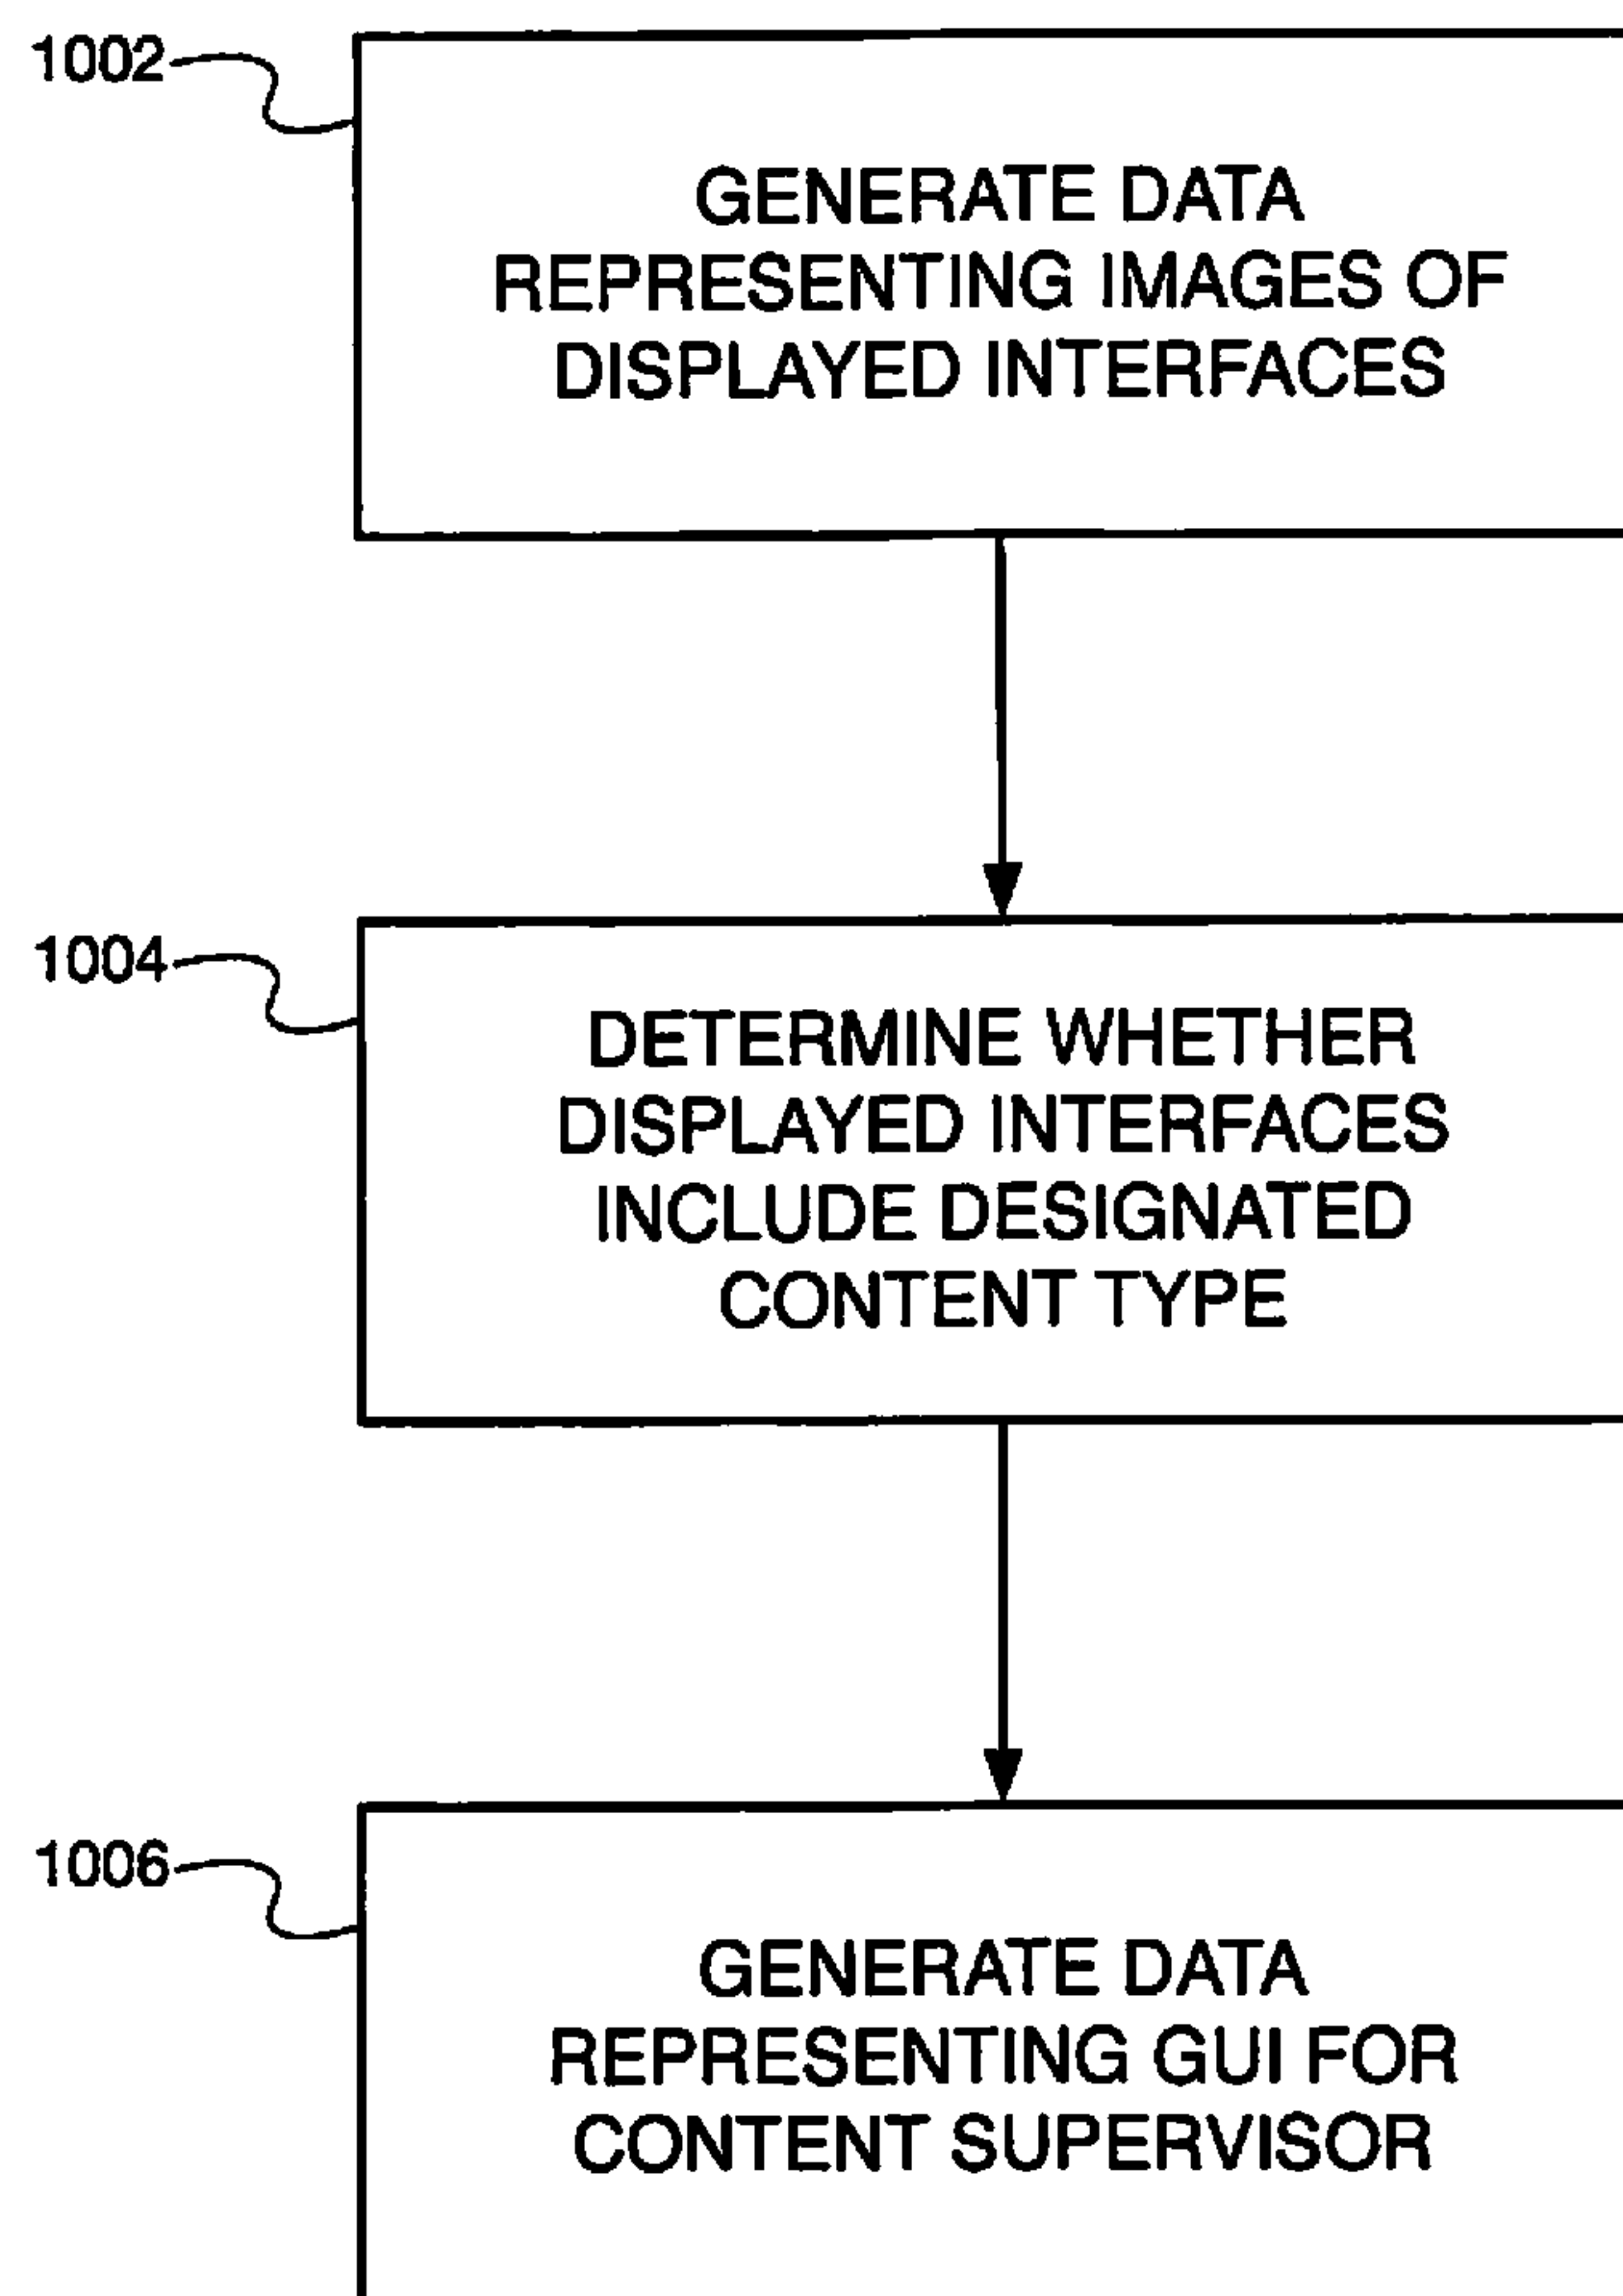 1002
GENERATE DATA
REPRESENTING IMAGES OF
DISPLAYED INTERFACES
1004
DETERMINE WHETHER
DISPLAYED INTERFACES
INCLUDE DESIGNATED
CONTENT TYPE
1006
GENERATE DATA
REPRESENTING GUI FOR
CONTENT SUPERVISOR